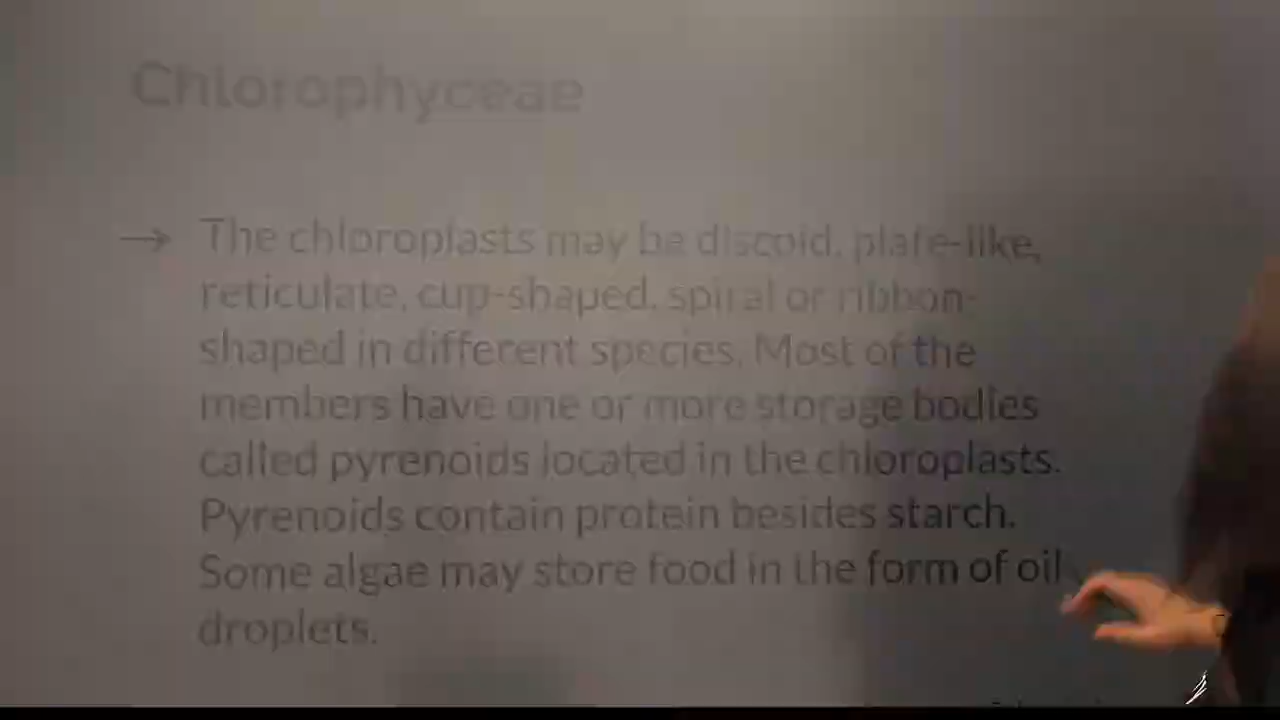 Chlorophyceae
→ The chloroplasts may be discoid, plate-like,
reticulate, cup-shaped, spiral or ribbon-
shaped in different species. Most of the
members have one or more storage bodies
called pyrenoids located in the chloroplasts.
Pyrenoids contain protein besides starch.
Some algae may store food in the form of oil
droplets.